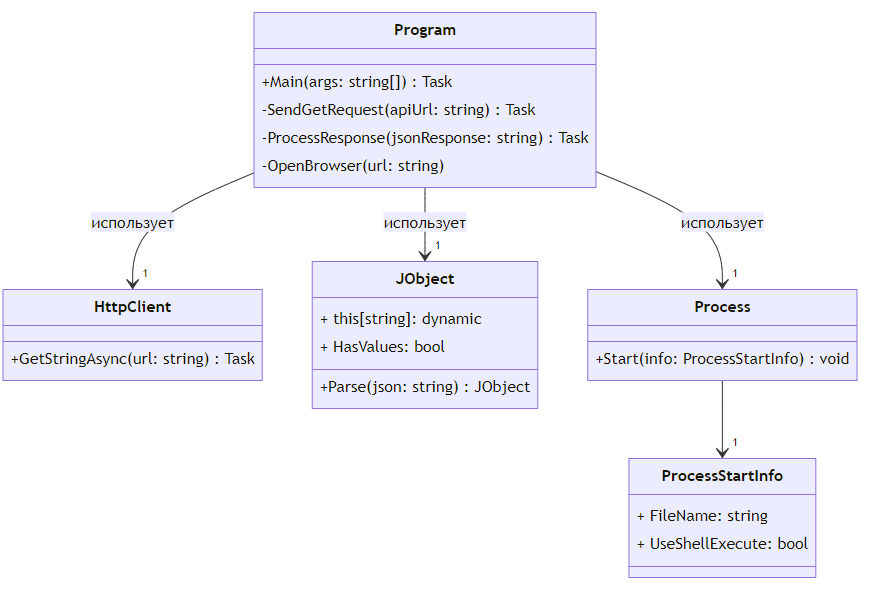 Program
+Main(args: string[]) : Task
-SendGetRequest(apiUrl: string) : Task
-ProcessResponse(jsonResponse: string) : Task
-OpenBrowser(url: string)
использует
использует
использует
1
1
1
HttpClient
+GetStringAsync(url: string) : Task
JObject
+ this[string]: dynamic
+ HasValues: bool
+Parse(json: string) : JObject
Process
+Start(info: ProcessStartInfo) : void
1
ProcessStartInfo
+ FileName: string
+ UseShellExecute: bool